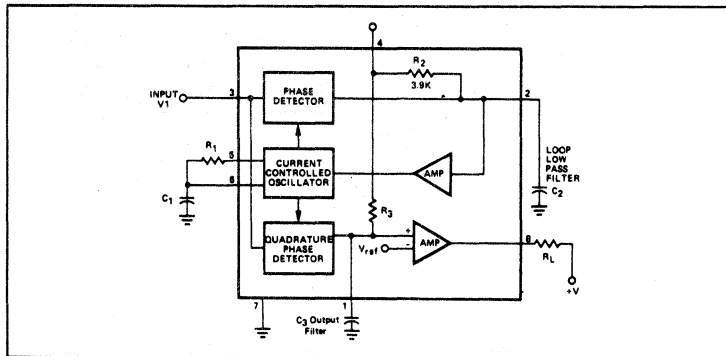 4
R2
3.9K
PHASE
DETECTOR
INPUT
V1
3
2
R1
5
CURRENT
CONTROLLED
OSCILLATOR
6
AMP
LOOP
LOW
PASS
FILTER
C1
C2
R3
QUADRATURE
PHASE
DETECTOR
+
-
Vref
AMP
8
RL
+V
7
1
C3 Output
Filter